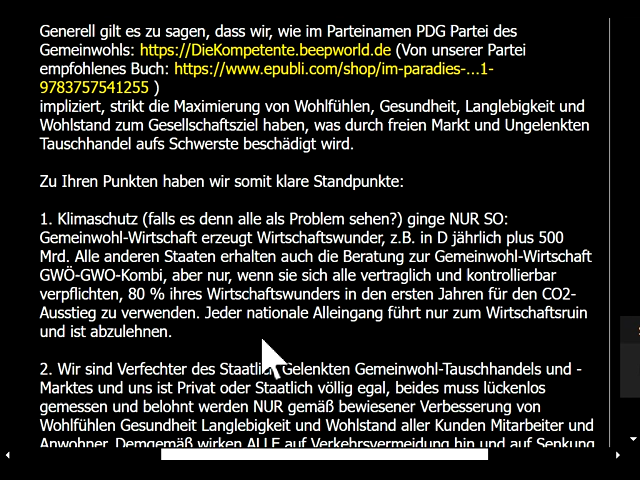 Generell gilt es zu sagen, dass wir, wie im Parteinamen PDG Partei des
Gemeinwohls: https://DieKompetente.beepworld.de (Von unserer Partei
empfohlenes Buch: https://www.epubli.com/shop/im-paradies-...1-
9783757541255 )
impliziert, strikt die Maximierung von Wohlfühlen, Gesundheit, Langlebigkeit und
Wohlstand zum Gesellschaftsziel haben, was durch freien Markt und Ungelenkten
Tauschhandel aufs Schwerste beschädigt wird.
Zu Ihren Punkten haben wir somit klare Standpunkte:
1. Klimaschutz (falls es denn alle als Problem sehen?) ginge NUR SO:
Gemeinwohl-Wirtschaft erzeugt Wirtschaftswunder, z.B. in D jährlich plus 500
Mrd. Alle anderen Staaten erhalten auch die Beratung zur Gemeinwohl-Wirtschaft
GWÖ-GWO-Kombi, aber nur, wenn sie sich alle vertraglich und kontrollierbar
verpflichten, 80 % ihres Wirtschaftswunders in den ersten Jahren für den CO2-
Ausstieg zu verwenden. Jeder nationale Alleingang führt nur zum Wirtschaftsruin
und ist abzulehnen.
2. Wir sind Verfechter des Staatlich Gelenkten Gemeinwohl-Tauschhandels und -
Marktes und uns ist Privat oder Staatlich völlig egal, beides muss lückenlos
gemessen und belohnt werden NUR gemäß bewiesener Verbesserung von
Wohlfühlen Gesundheit Langlebigkeit und Wohlstand aller Kunden Mitarbeiter und
Anwohner. Demgemäß wirken ALLE auf Verkehrsvermeidung hin und auf Senkung